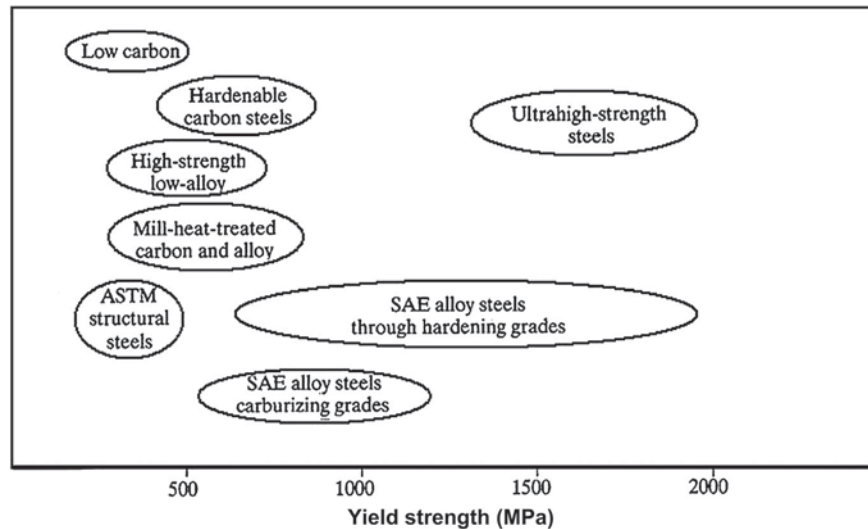 Low carbon
Hardenable
carbon steels
Ultrahigh-strength
steels
High-strength
low-alloy
Mill-heat-treated
carbon and alloy
ASTM
structural
steels
SAE alloy steels
through hardening grades
SAE alloy steels
carburizing grades
500
1000
1500
2000
Yield strength (MPa)